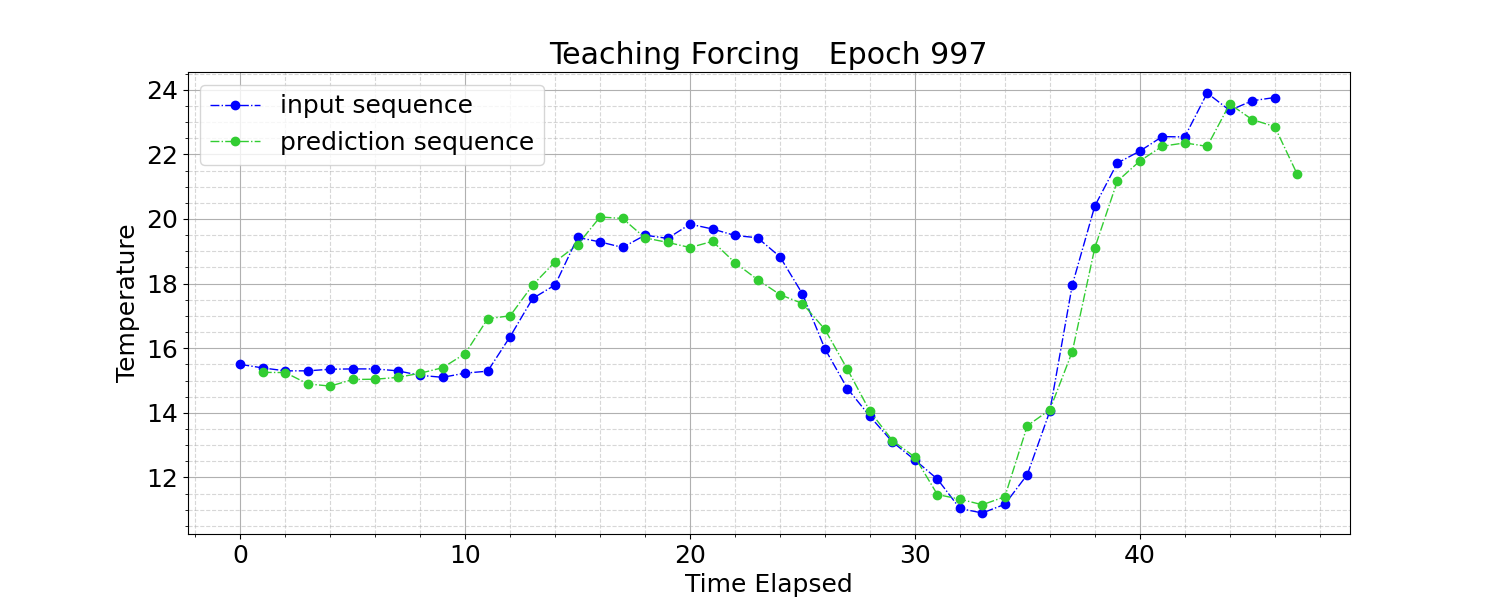 Teaching Forcing   Epoch 997
input sequence
prediction sequence
Temperature
24
22
20
18
16
14
12
0 10 20 30 40
Time Elapsed